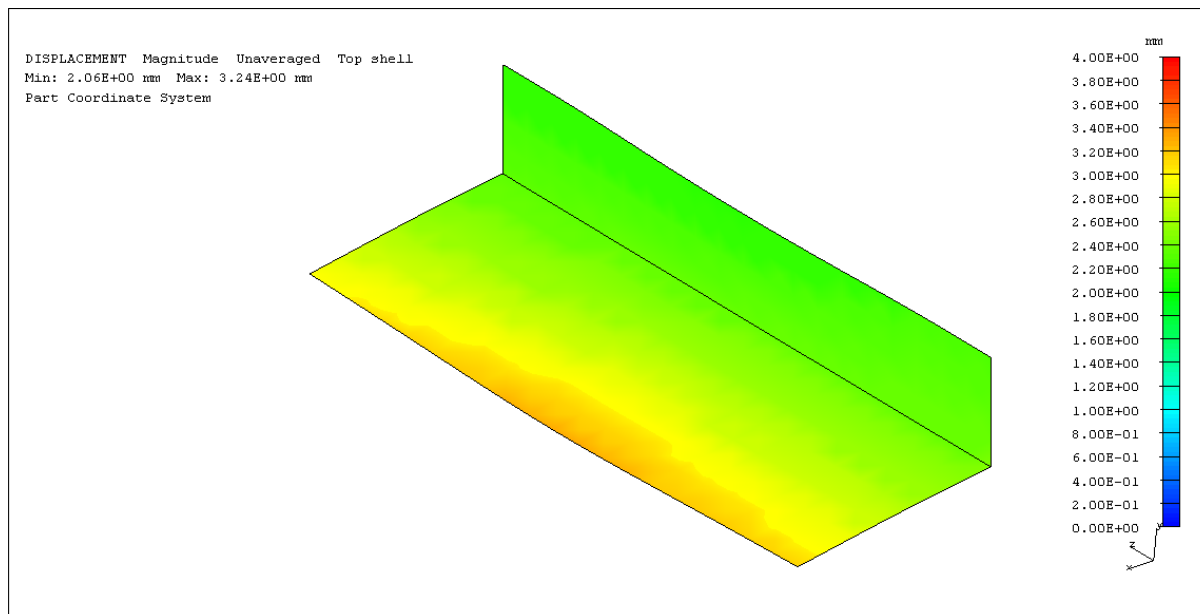 DISPLACEMENT  Magnitude  Unaveraged  Top shell
Min: 2.06E+00 mm  Max: 3.24E+00 mm
Part Coordinate System
mm
4.00E+00
3.80E+00
3.60E+00
3.40E+00
3.20E+00
3.00E+00
2.80E+00
2.60E+00
2.40E+00
2.20E+00
2.00E+00
1.80E+00
1.60E+00
1.40E+00
1.20E+00
1.00E+00
8.00E-01
6.00E-01
4.00E-01
2.00E-01
0.00E+00
Y
Z
X